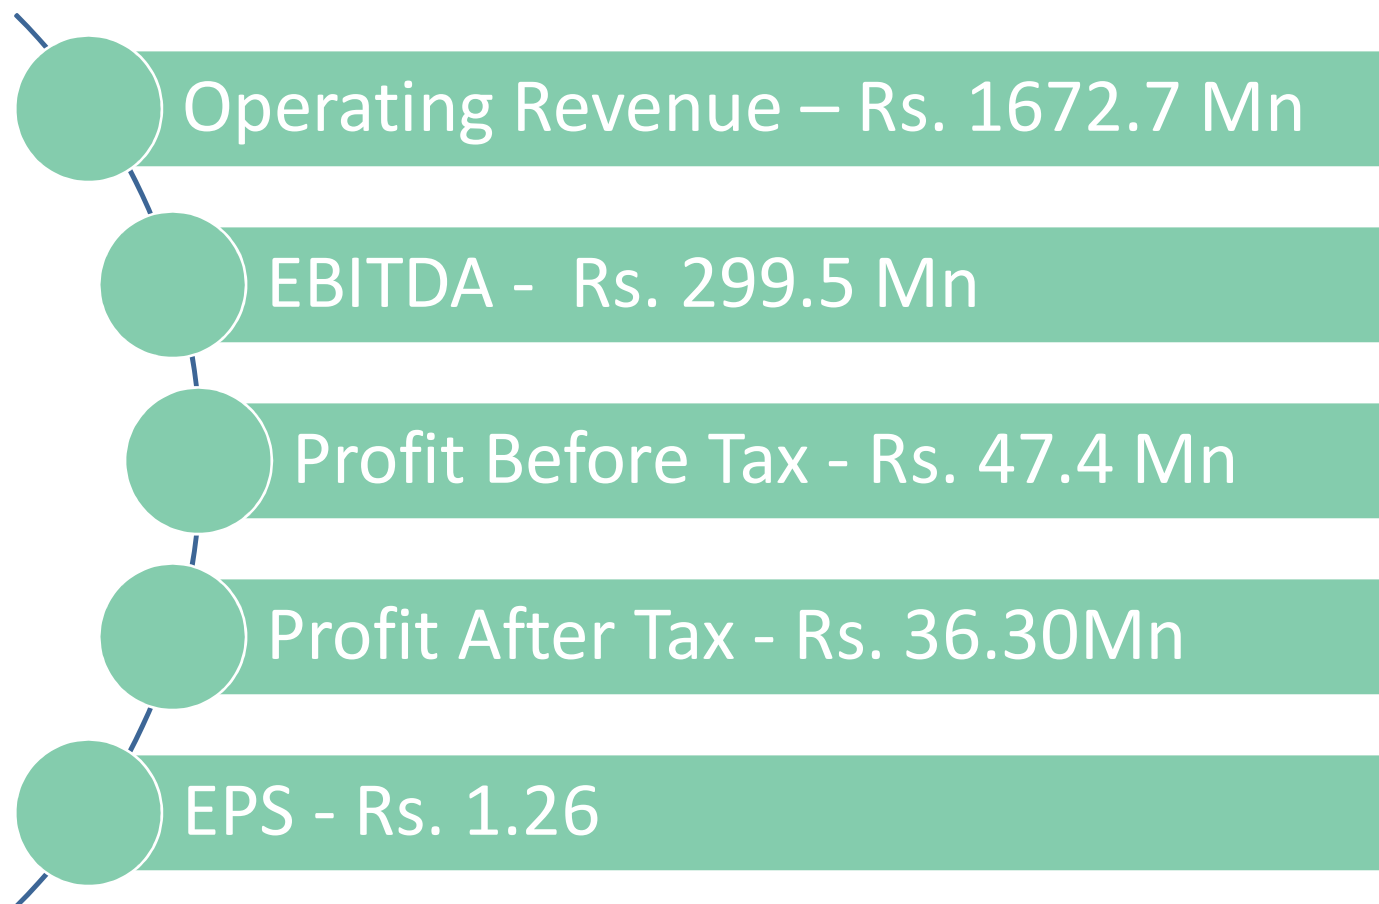 Operating Revenue – Rs. 1672.7 Mn
EBITDA - Rs. 299.5 Mn
Profit Before Tax - Rs. 47.4 Mn
Profit After Tax - Rs. 36.30Mn
EPS - Rs. 1.26